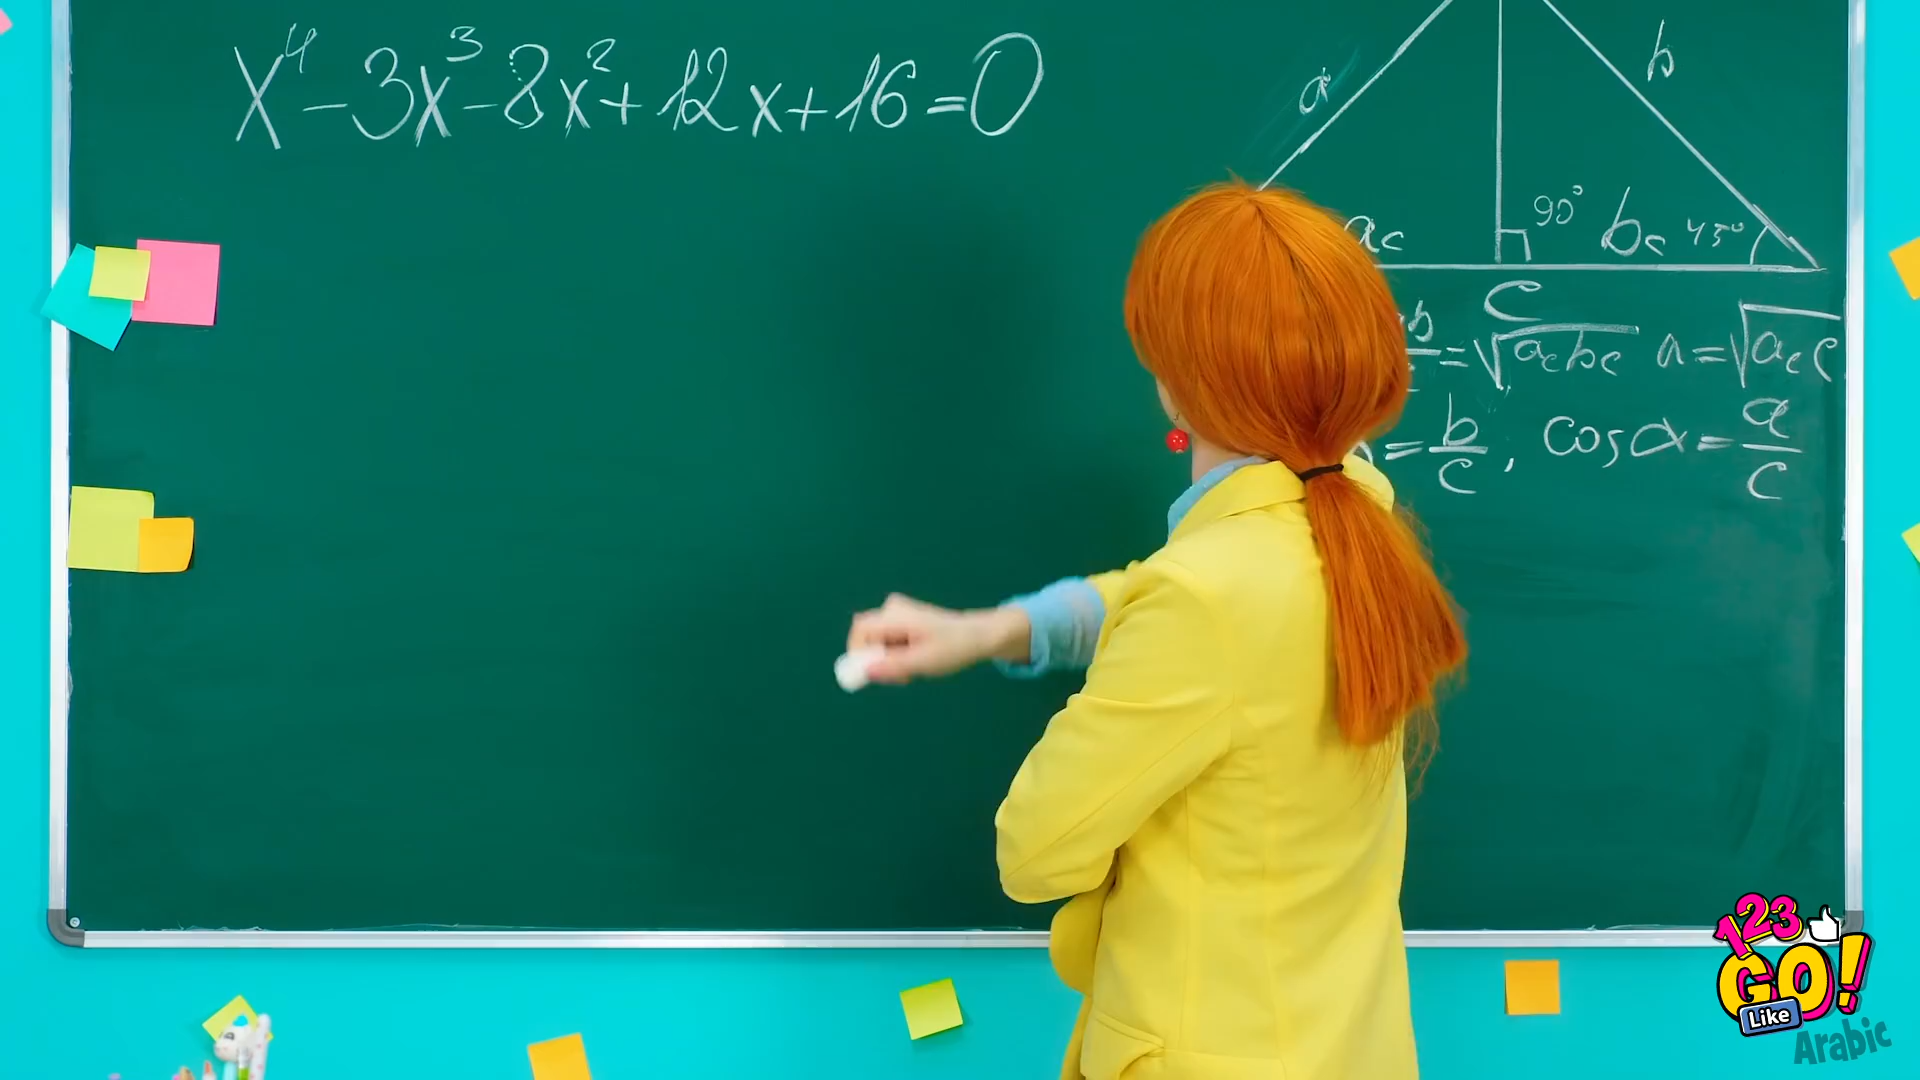 x⁴-3x³-8x²+12x+16=0
a
b
ac 90° bc 45°
c
=√acbc a=√acc
=b/c, cosα=a/c
123
GO!
Like
Arabic